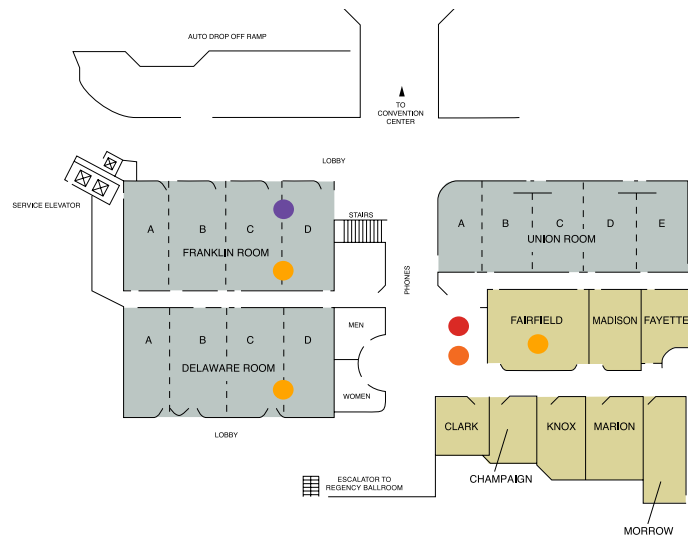 AUTO DROP OFF RAMP
TO
CONVENTION
CENTER
LOBBY
SERVICE ELEVATOR
STAIRS
A B C D
FRANKLIN ROOM
A B C D E
UNION ROOM
PHONES
A B C D
DELAWARE ROOM
MEN
WOMEN
FAIRFIELD
MADISON
FAYETTE
LOBBY
CLARK
CHAMPAIGN
KNOX
MARION
MORROW
ESCALATOR TO
REGENCY BALLROOM